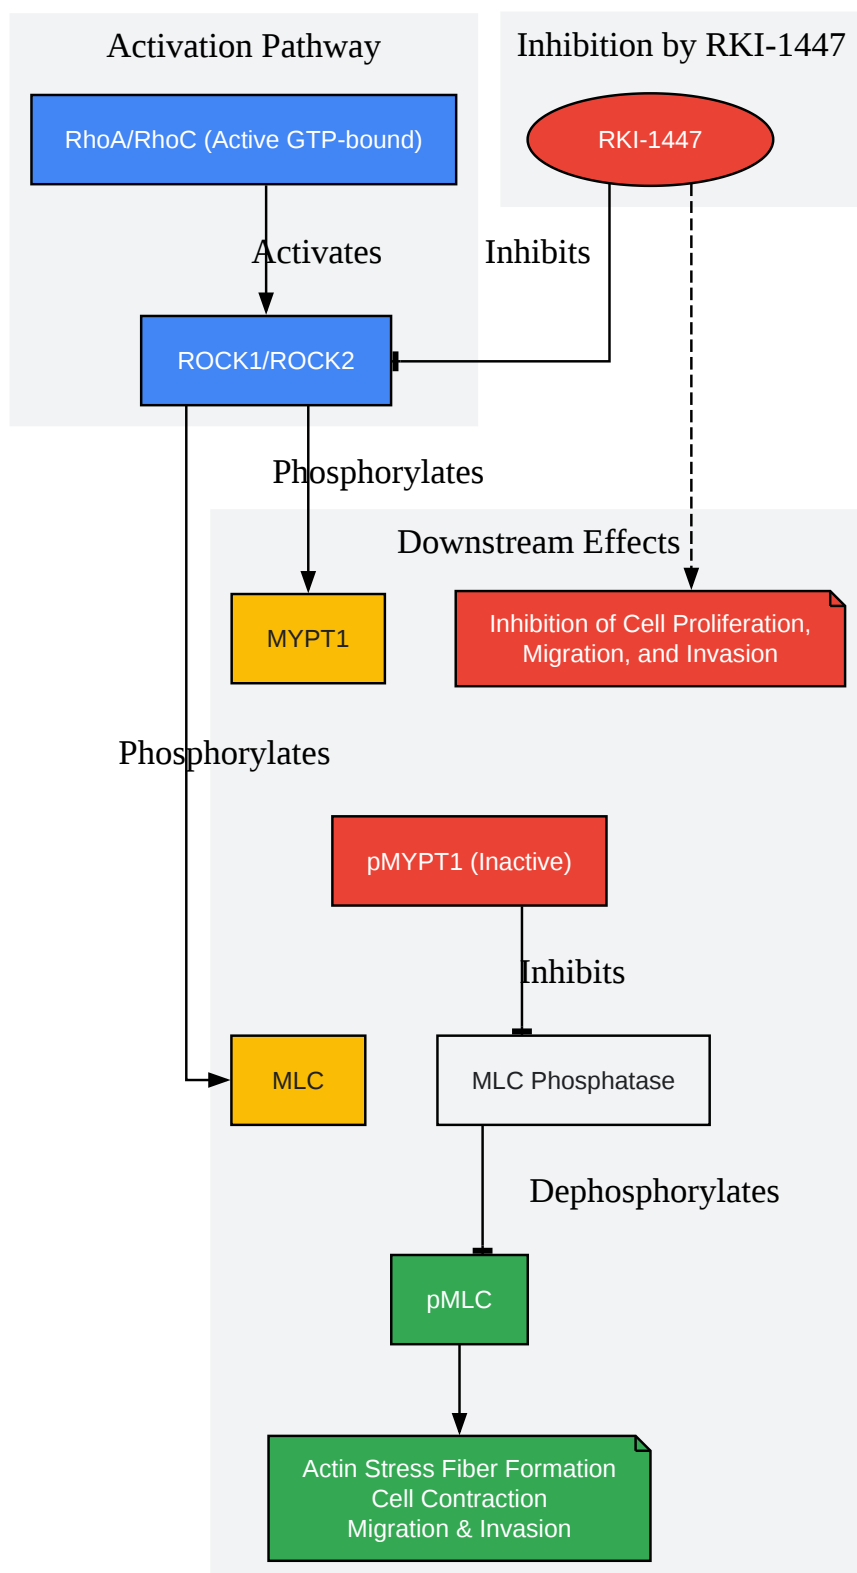 Activation Pathway
Inhibition by RKI-1447
RhoA/RhoC (Active GTP-bound)
RKI-1447
Activates
Inhibits
ROCK1/ROCK2
Phosphorylates
Downstream Effects
MYPT1
Inhibition of Cell Proliferation,
Migration, and Invasion
Phosphorylates
pMYPT1 (Inactive)
Inhibits
MLC
MLC Phosphatase
Dephosphorylates
pMLC
Actin Stress Fiber Formation
Cell Contraction
Migration & Invasion